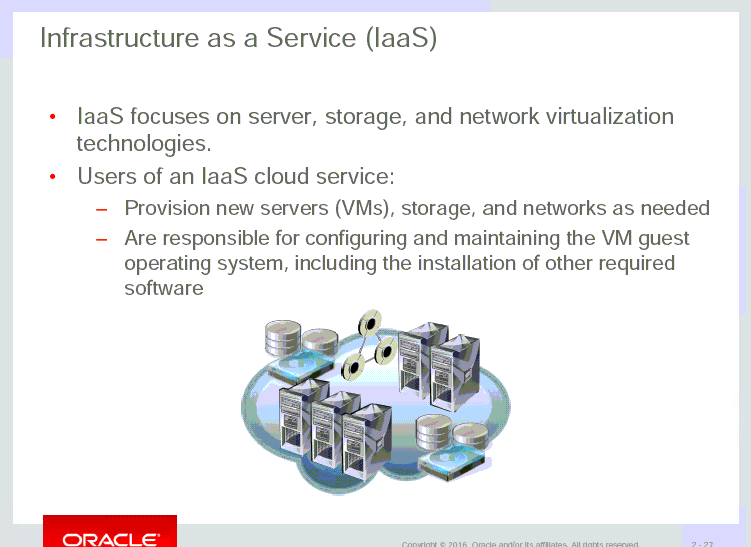 Infrastructure as a Service (IaaS)
• IaaS focuses on server, storage, and network virtualization
technologies.
• Users of an IaaS cloud service:
– Provision new servers (VMs), storage, and networks as needed
– Are responsible for configuring and maintaining the VM guest
operating system, including the installation of other required
software
ORACLE
Copyright © 2016, Oracle and/or its affiliates. All rights reserved.
2 - 27